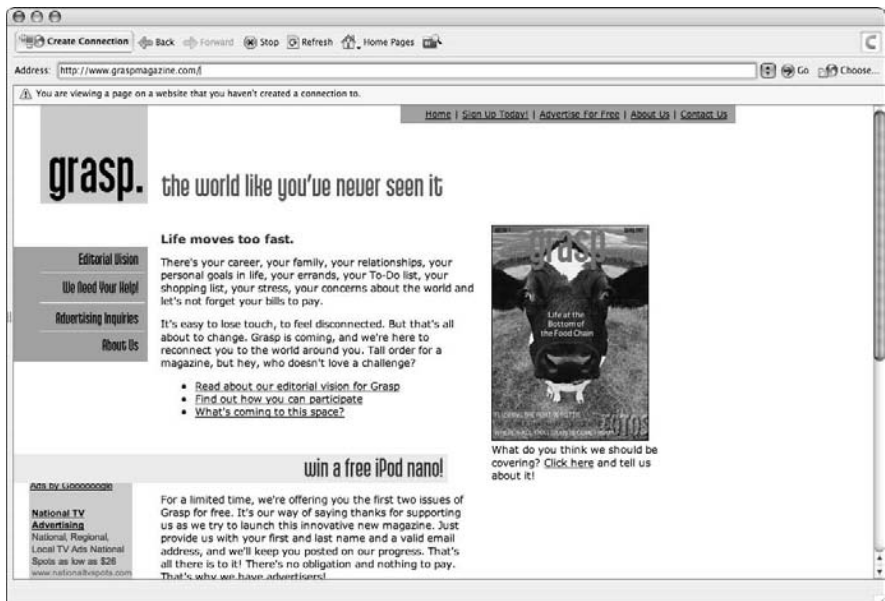 Create Connection Back Forward Stop Refresh Home Pages
Address: http://www.graspmagazine.com/ Go Choose...
You are viewing a page on a website that you haven't created a connection to.
Home | Sign Up Today! | Advertise For Free | About Us | Contact Us
grasp. the world like you've never seen it
Editorial Vision
We Need Your Help!
Advertising Inquiries
About Us
Life moves too fast.
There's your career, your family, your relationships, your
personal goals in life, your errands, your To-Do list, your
shopping list, your stress, your concerns about the world and
let's not forget your bills to pay.
It's easy to lose touch, to feel disconnected. But that's all
about to change. Grasp is coming, and we're here to
reconnect you to the world around you. Tall order for a
magazine, but hey, who doesn't love a challenge?
• Read about our editorial vision for Grasp
• Find out how you can participate
• What's coming to this space?
grasp
Life at the
Bottom of
the Food Chain
FOTOS
What do you think we should be
covering? Click here and tell us
about it!
win a free iPod nano!
Ads by Goooooogle
National TV
Advertising
National, Regional,
Local TV Ads National
Spots as low as $26
www.nationaltvspots.com
For a limited time, we're offering you the first two issues of
Grasp for free. It's our way of saying thanks for supporting
us as we try to launch this innovative new magazine. Just
provide us with your first and last name and a valid email
address, and we'll keep you posted on our progress. That's
all there is to it! There's no obligation and nothing to pay.
That's why we have advertisers!